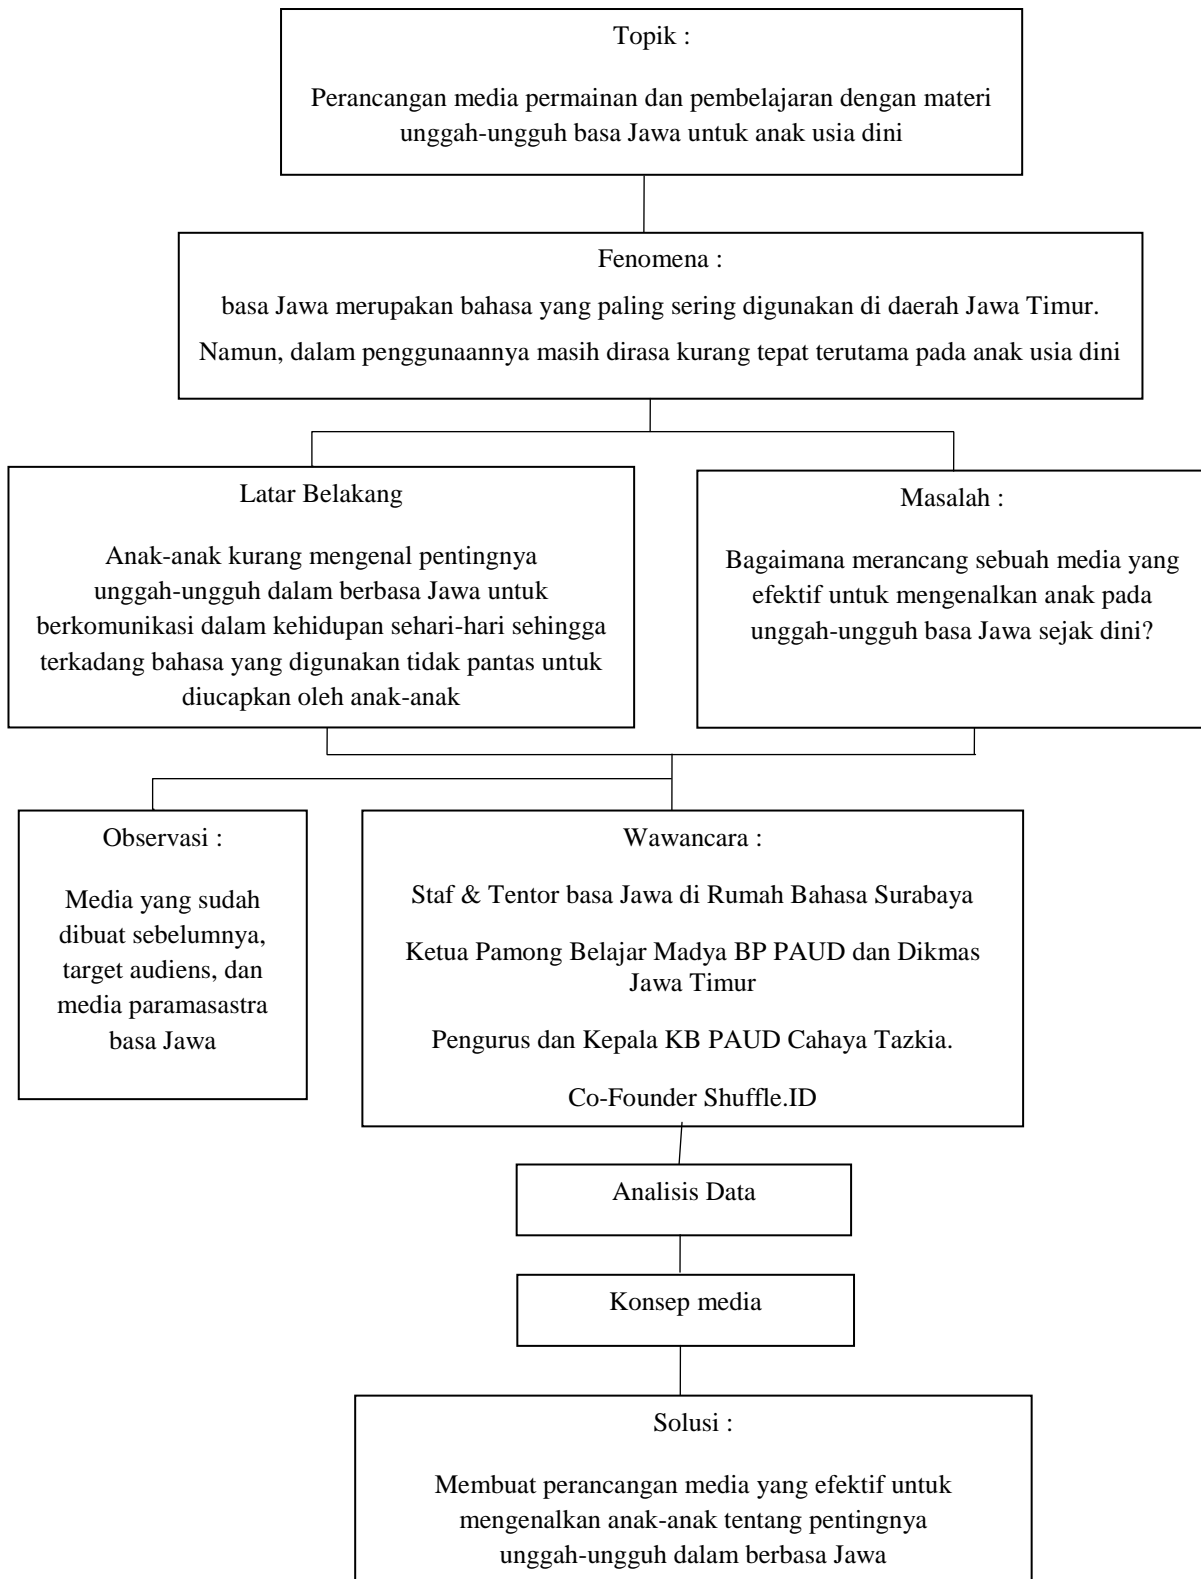 Topik :
Perancangan media permainan dan pembelajaran dengan materi
unggah-ungguh basa Jawa untuk anak usia dini
Fenomena :
basa Jawa merupakan bahasa yang paling sering digunakan di daerah Jawa Timur.
Namun, dalam penggunaannya masih dirasa kurang tepat terutama pada anak usia dini
Latar Belakang
Anak-anak kurang mengenal pentingnya
unggah-ungguh dalam berbasa Jawa untuk
berkomunikasi dalam kehidupan sehari-hari sehingga
terkadang bahasa yang digunakan tidak pantas untuk
diucapkan oleh anak-anak
Masalah :
Bagaimana merancang sebuah media yang
efektif untuk mengenalkan anak pada
unggah-ungguh basa Jawa sejak dini?
Observasi :
Media yang sudah
dibuat sebelumnya,
target audiens, dan
media paramasastra
basa Jawa
Wawancara :
Staf & Tentor basa Jawa di Rumah Bahasa Surabaya
Ketua Pamong Belajar Madya BP PAUD dan Dikmas
Jawa Timur
Pengurus dan Kepala KB PAUD Cahaya Tazkia.
Co-Founder Shuffle.ID
Analisis Data
Konsep media
Solusi :
Membuat perancangan media yang efektif untuk
mengenalkan anak-anak tentang pentingnya
unggah-ungguh dalam berbasa Jawa